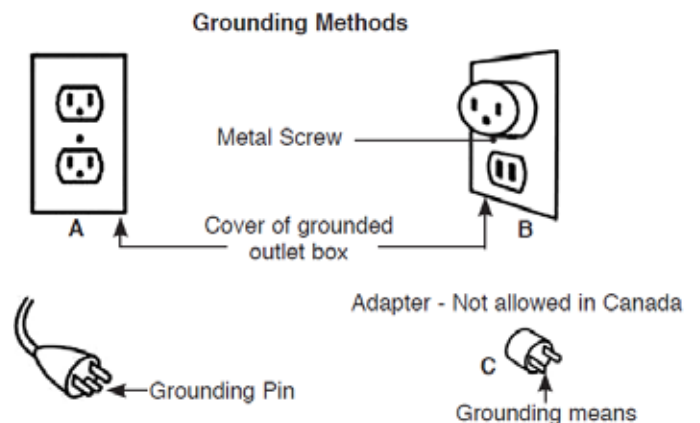 Grounding Methods
Metal Screw
A
Cover of grounded
outlet box
B
Adapter - Not allowed in Canada
Grounding Pin
C
Grounding means